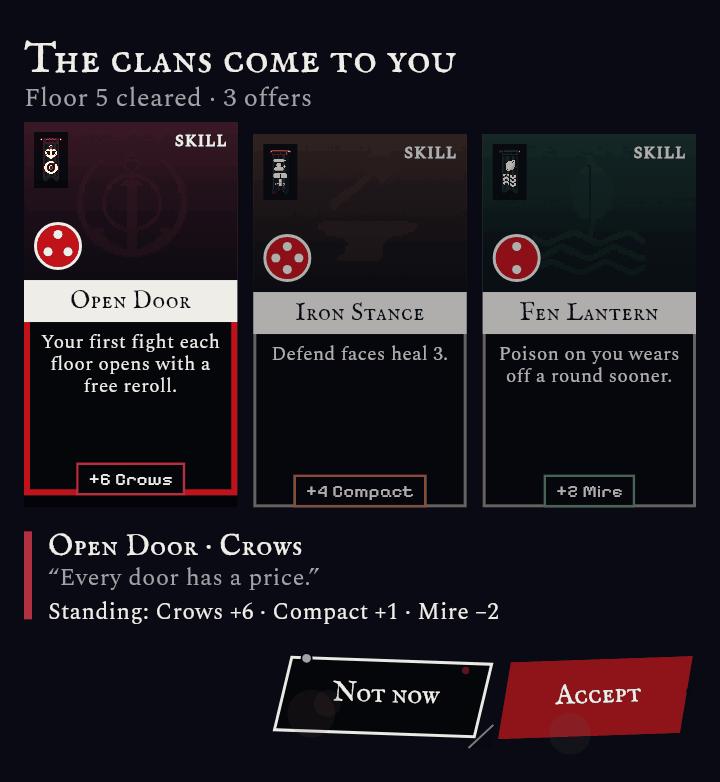 The clans come to you
Floor 5 cleared · 3 offers
SKILL
Open Door
Your first fight each
floor opens with a
free reroll.
+6 Crows
SKILL
Iron Stance
Defend faces heal 3.
+4 Compact
SKILL
Fen Lantern
Poison on you wears
off a round sooner.
+2 Mire
Open Door · Crows
“Every door has a price.”
Standing: Crows +6 · Compact +1 · Mire −2
Not now
Accept